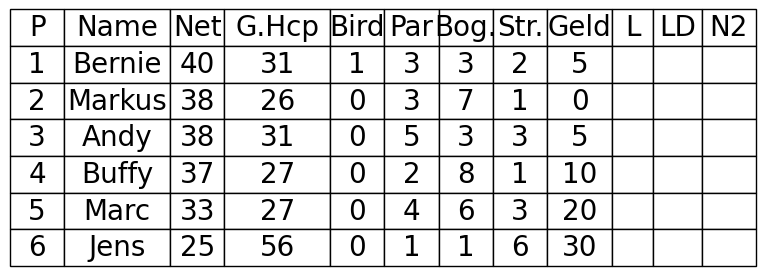 P Name Net G.Hcp Bird Par Bog. Str. Geld L LD N2
1 Bernie 40 31 1 3 3 2 5
2 Markus 38 26 0 3 7 1 0
3 Andy 38 31 0 5 3 3 5
4 Buffy 37 27 0 2 8 1 10
5 Marc 33 27 0 4 6 3 20
6 Jens 25 56 0 1 1 6 30